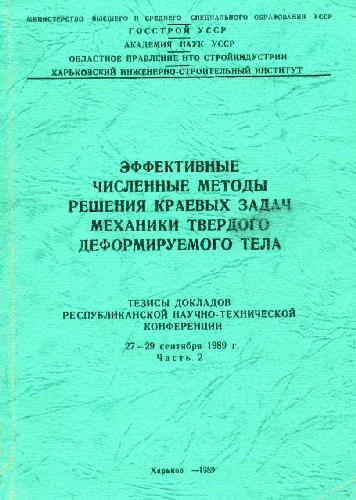 МИНИСТЕРСТВО ВЫСШЕГО И СРЕДНЕГО СПЕЦИАЛЬНОГО ОБРАЗОВАНИЯ УССР
ГОССТРОЙ УССР
АКАДЕМИЯ НАУК УССР
ОБЛАСТНОЕ ПРАВЛЕНИЕ НТО СТРОЙИНДУСТРИИ
ХАРЬКОВСКИЙ ИНЖЕНЕРНО-СТРОИТЕЛЬНЫЙ ИНСТИТУТ
ЭФФЕКТИВНЫЕ
ЧИСЛЕННЫЕ МЕТОДЫ
РЕШЕНИЯ КРАЕВЫХ ЗАДАЧ
МЕХАНИКИ ТВЕРДОГО
ДЕФОРМИРУЕМОГО ТЕЛА
ТЕЗИСЫ ДОКЛАДОВ
РЕСПУБЛИКАНСКОЙ НАУЧНО-ТЕХНИЧЕСКОЙ
КОНФЕРЕНЦИИ
27—29 сентября 1989 г.
Часть 2
Харьков —1989